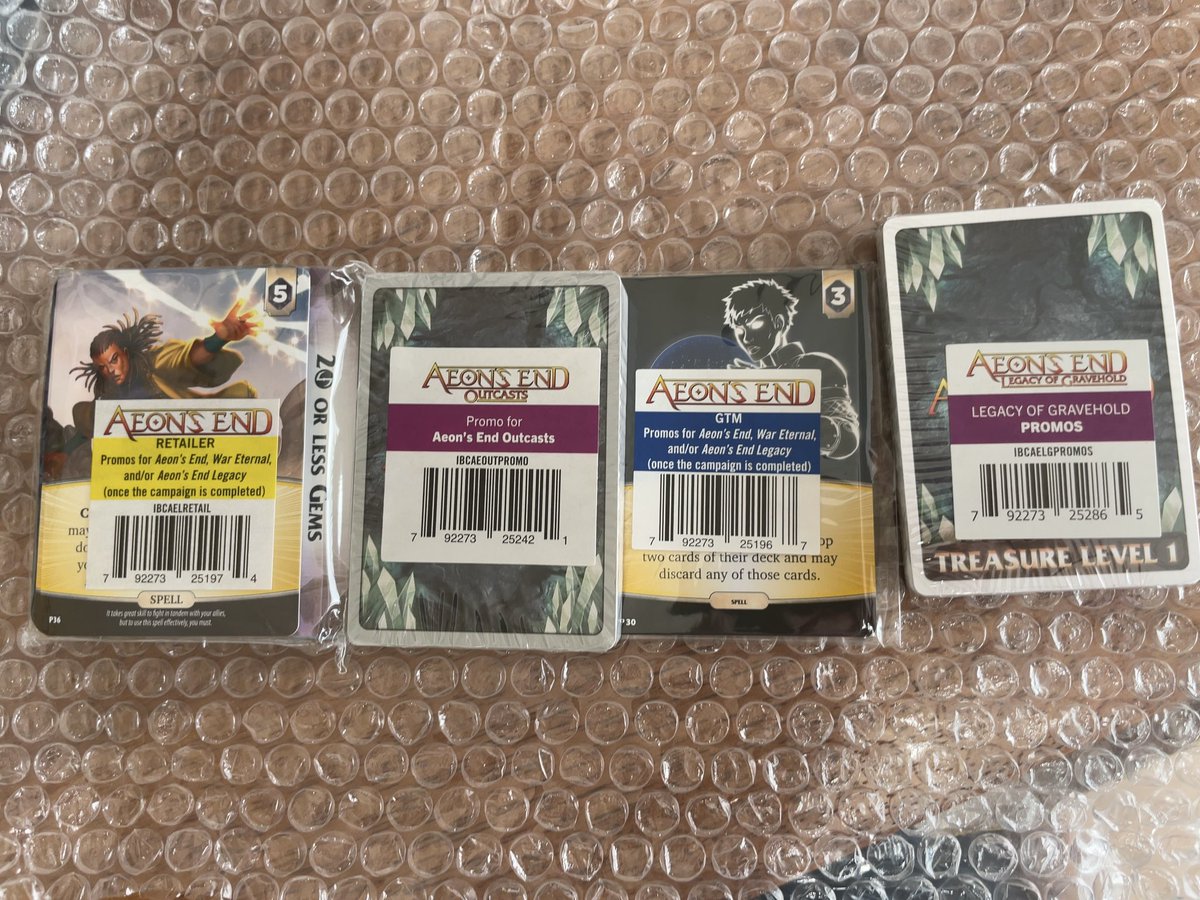 5
AEON'S END
RETAILER
Promos for Aeon's End, War Eternal,
and/or Aeon's End Legacy
(once the campaign is completed)
IBCAELRETAIL
7 92273 25197 4
C
may
do
yo
SPELL
It takes great skill to fight in tandem with your allies,
but to use this spell effectively, you must.
P36
20 OR LESS GEMS
AEON'S END
OUTCASTS
Promo for
Aeon's End Outcasts
IBCAEOUTPROMO
7 92273 25242 1
3
AEON'S END
GTM
Promos for Aeon's End, War Eternal,
and/or Aeon's End Legacy
(once the campaign is completed)
7 92273 25196 7
op
two cards of their deck and may
discard any of those cards.
SPELL
P30
AEON'S END
LEGACY OF GRAVEHOLD
LEGACY OF GRAVEHOLD
PROMOS
IBCAELGPROMOS
7 92273 25286 5
TREASURE LEVEL 1